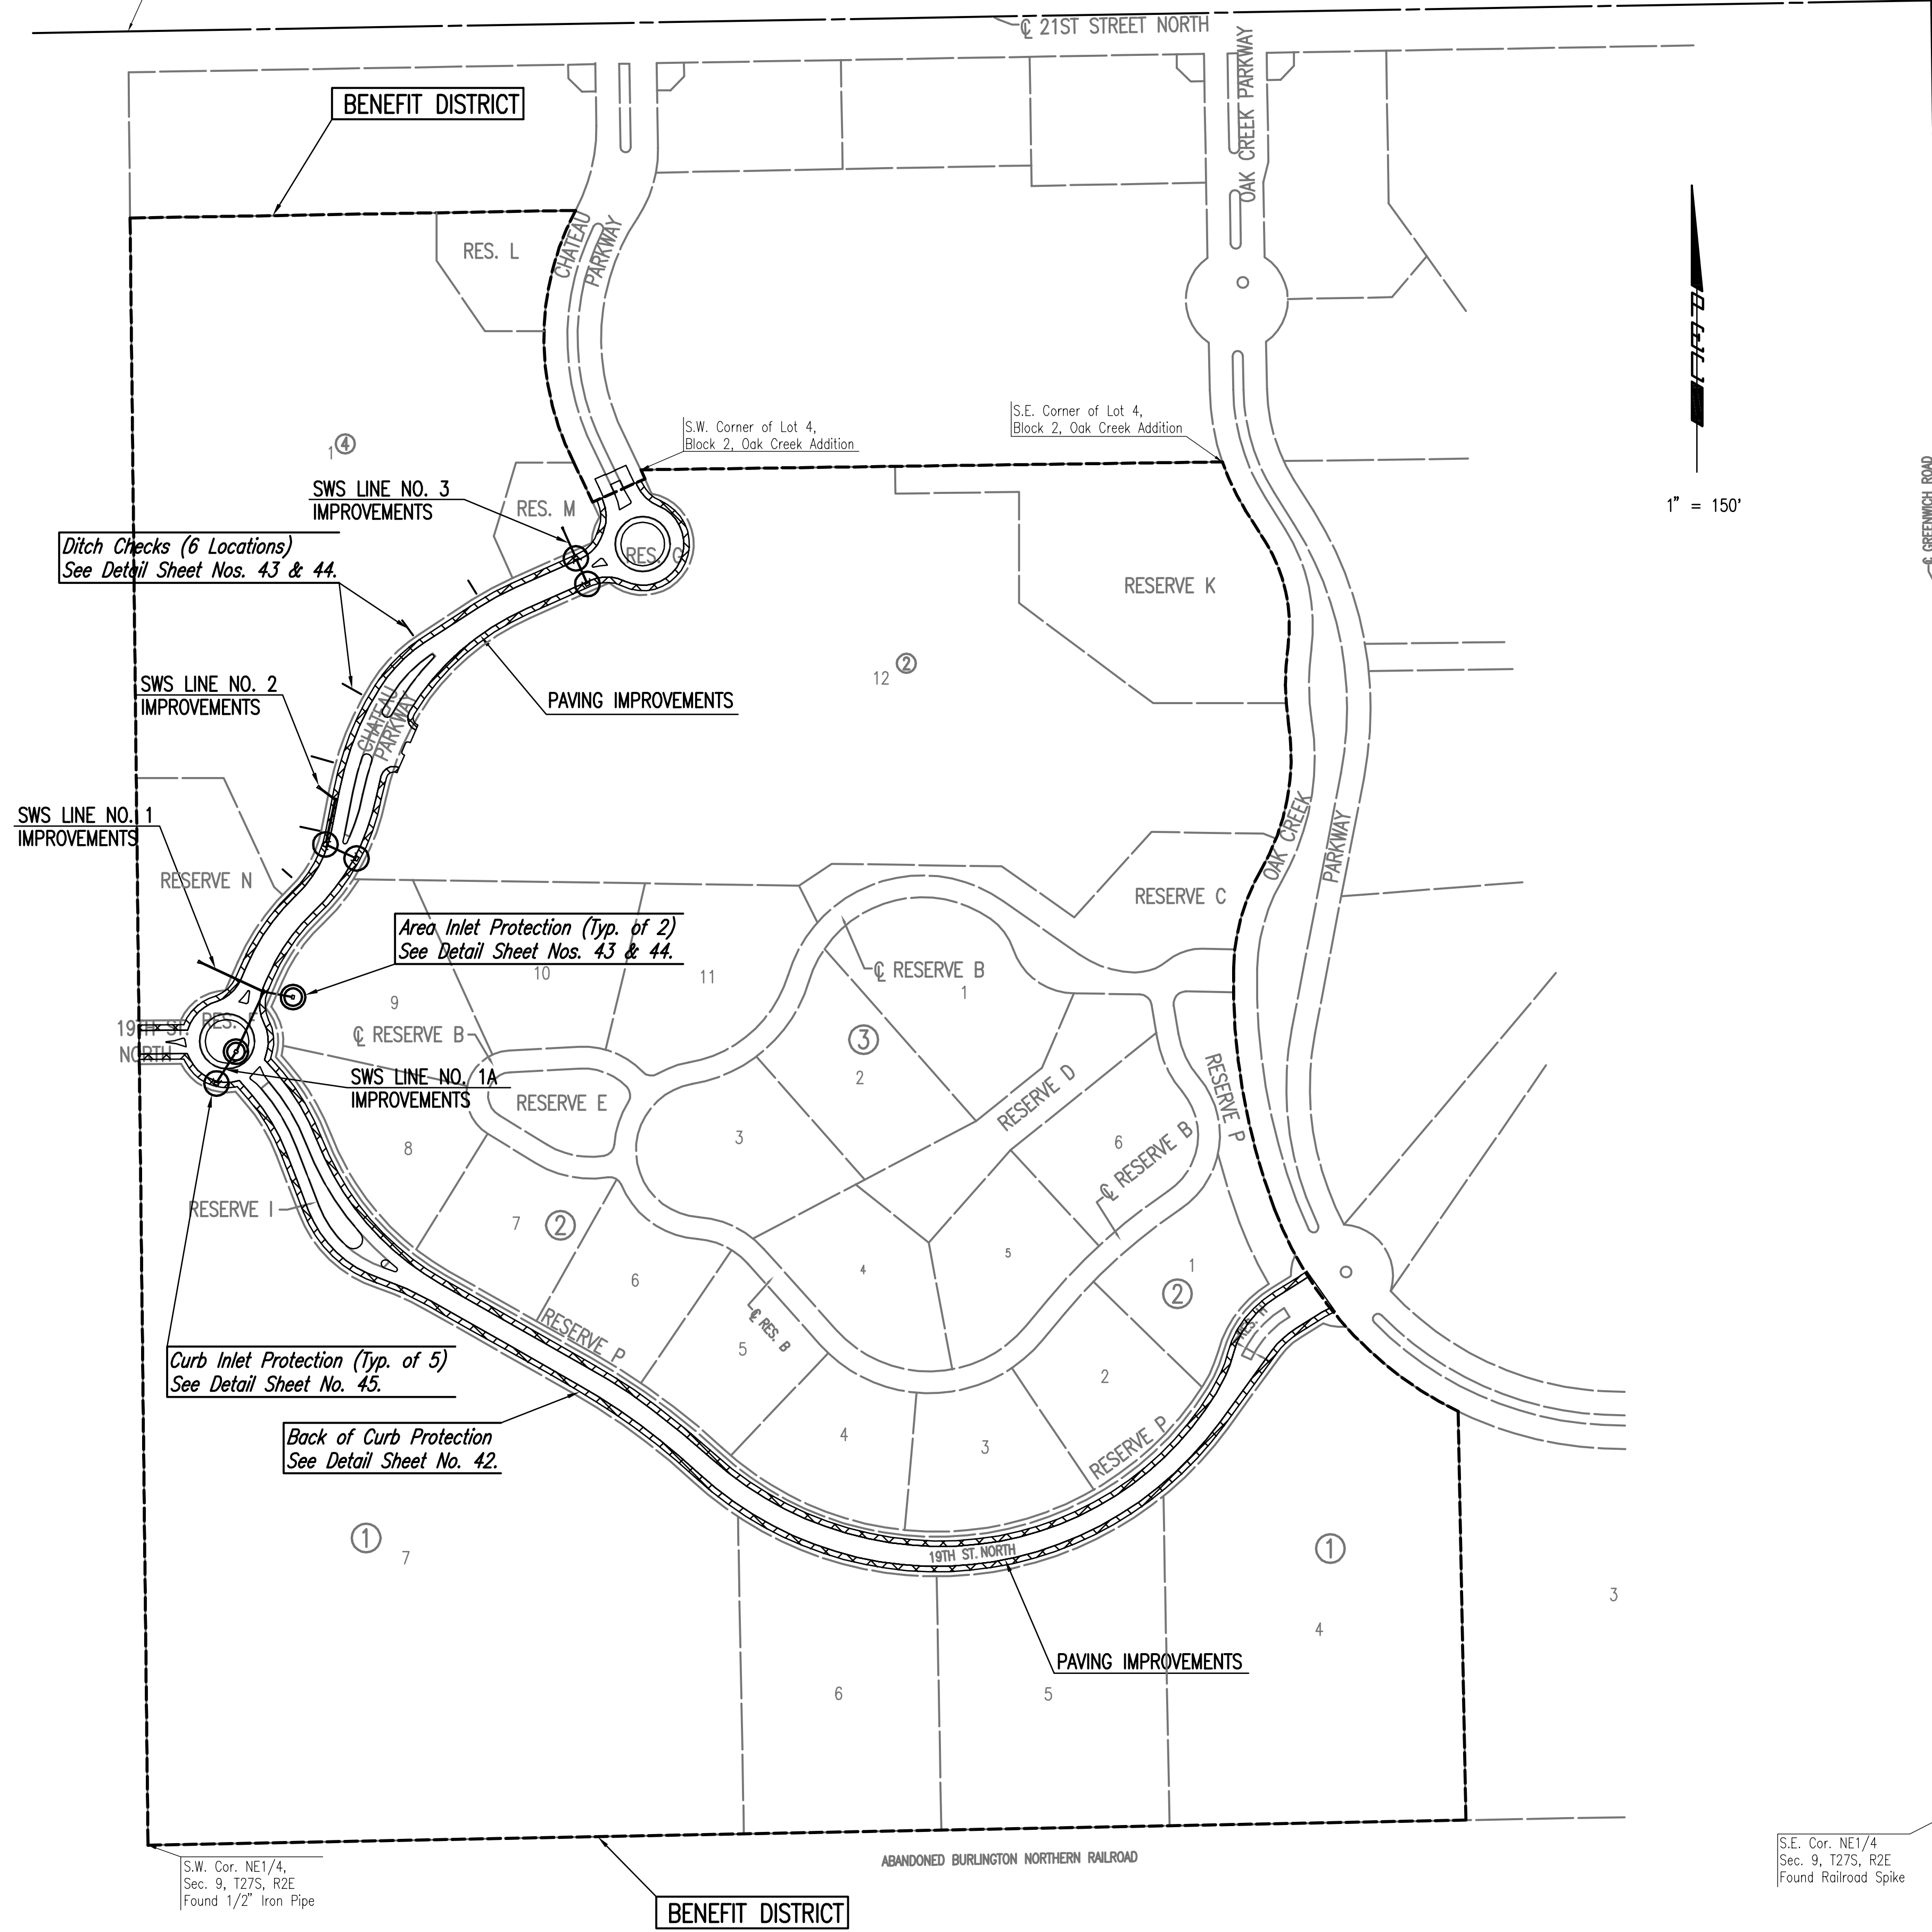 ℄ 21ST STREET NORTH
OAK CREEK PARKWAY
OAK CREEK PARKWAY
BENEFIT DISTRICT
RES. L
CHATEAU
PARKWAY
S.W. Corner of Lot 4,
Block 2, Oak Creek Addition
S.E. Corner of Lot 4,
Block 2, Oak Creek Addition
1" = 150'
℄ GREENWICH ROAD
1 4
SWS LINE NO. 3
IMPROVEMENTS
RES. M
RES. G
Ditch Checks (6 Locations)
See Detail Sheet Nos. 43 & 44.
RESERVE K
12 2
SWS LINE NO. 2
IMPROVEMENTS
PAVING IMPROVEMENTS
CHATEAU
PARKWAY
SWS LINE NO. 1
IMPROVEMENTS
RESERVE N
OAK CREEK
PARKWAY
RESERVE C
Area Inlet Protection (Typ. of 2)
See Detail Sheet Nos. 43 & 44.
10
11
9
℄ RESERVE B
1
19TH ST.
NORTH
RES. F
℄ RESERVE B
3
2
SWS LINE NO. 1A
IMPROVEMENTS
RESERVE E
RESERVE D
RESERVE P
8
3
6
℄ RESERVE B
RESERVE I
7
2
6
4
5
1
2
RESERVE P
℄ RES. B
5
RES. H
Curb Inlet Protection (Typ. of 5)
See Detail Sheet No. 45.
2
Back of Curb Protection
See Detail Sheet No. 42.
4
3
RESERVE P
1
7
19TH ST. NORTH
1
3
4
PAVING IMPROVEMENTS
6
5
ABANDONED BURLINGTON NORTHERN RAILROAD
S.W. Cor. NE1/4,
Sec. 9, T27S, R2E
Found 1/2" Iron Pipe
S.E. Cor. NE1/4
Sec. 9, T27S, R2E
Found Railroad Spike
BENEFIT DISTRICT